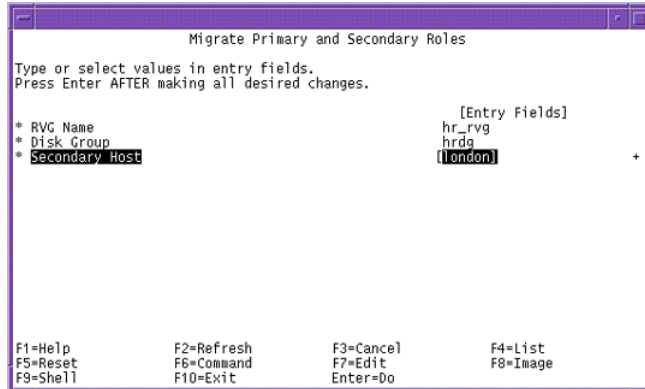 Migrate Primary and Secondary Roles
Type or select values in entry fields.
Press Enter AFTER making all desired changes.
[Entry Fields]
* RVG Name hr_rvg
* Disk Group hrdg
* Secondary Host [london] +
F1=Help F2=Refresh F3=Cancel F4=List
F5=Reset F6=Command F7=Edit F8=Image
F9=Shell F10=Exit Enter=Do